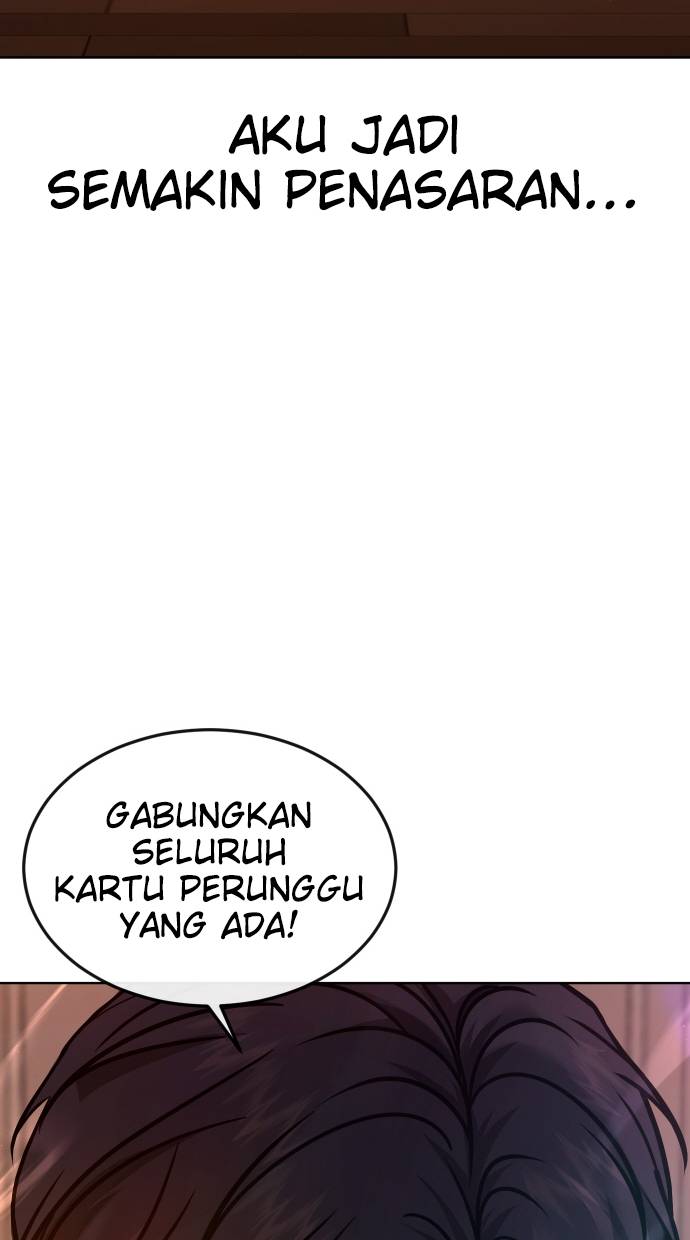 AKU JADI
SEMAKIN PENASARAN...
GABUNGKAN
SELURUH
KARTU PERUNGGU
YANG ADA!